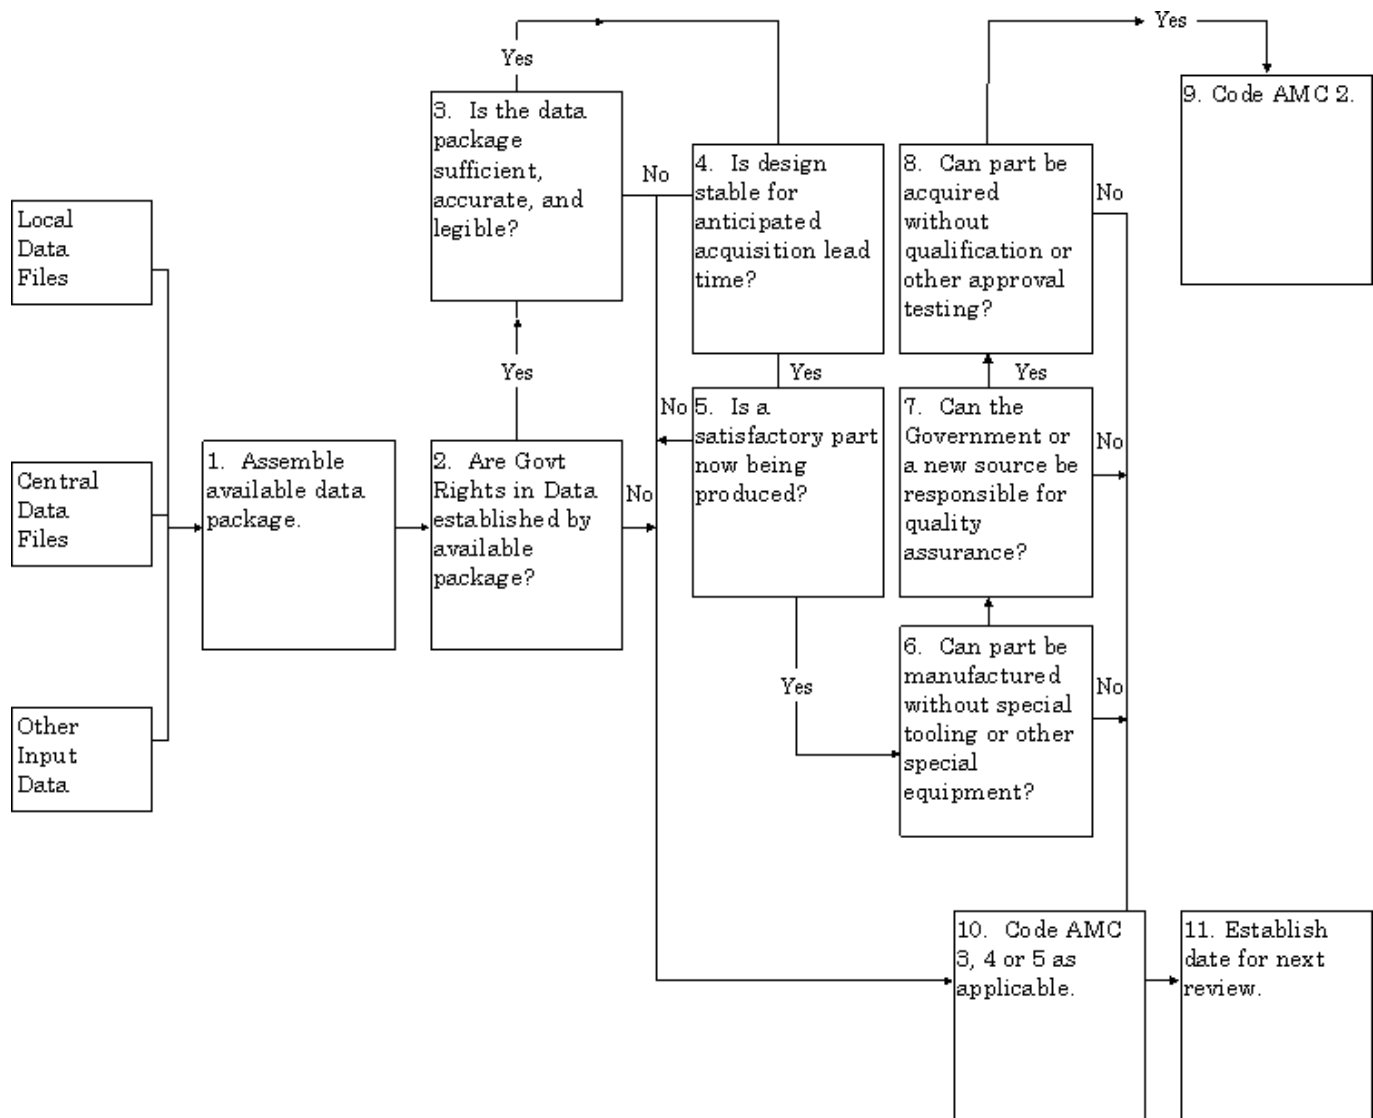 Local
Data
Files
Central
Data
Files
Other
Input
Data
1. Assemble
available data
package.
2. Are Govt
Rights in Data
established by
available
package?
No
Yes
3. Is the data
package
sufficient,
accurate, and
legible?
Yes
No
4. Is design
stable for
anticipated
acquisition lead
time?
Yes
No
5. Is a
satisfactory part
now being
produced?
Yes
6. Can part be
manufactured
without special
tooling or other
special
equipment?
No
7. Can the
Government or
a new source be
responsible for
quality
assurance?
No
Yes
8. Can part be
acquired
without
qualification or
other approval
testing?
No
Yes
9. Code AMC 2.
10. Code AMC
3, 4 or 5 as
applicable.
11. Establish
date for next
review.